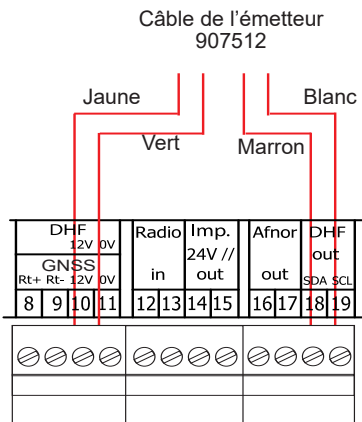 Câble de l’émetteur
907512
Jaune
Blanc
Vert
Marron
DHF
12V 0V
GNSS
Rt+ Rt- 12V 0V
8 9 10 11
Radio
in
12 13
Imp.
24V //
out
14 15
Afnor
out
16 17
DHF
out
SDA SCL
18 19